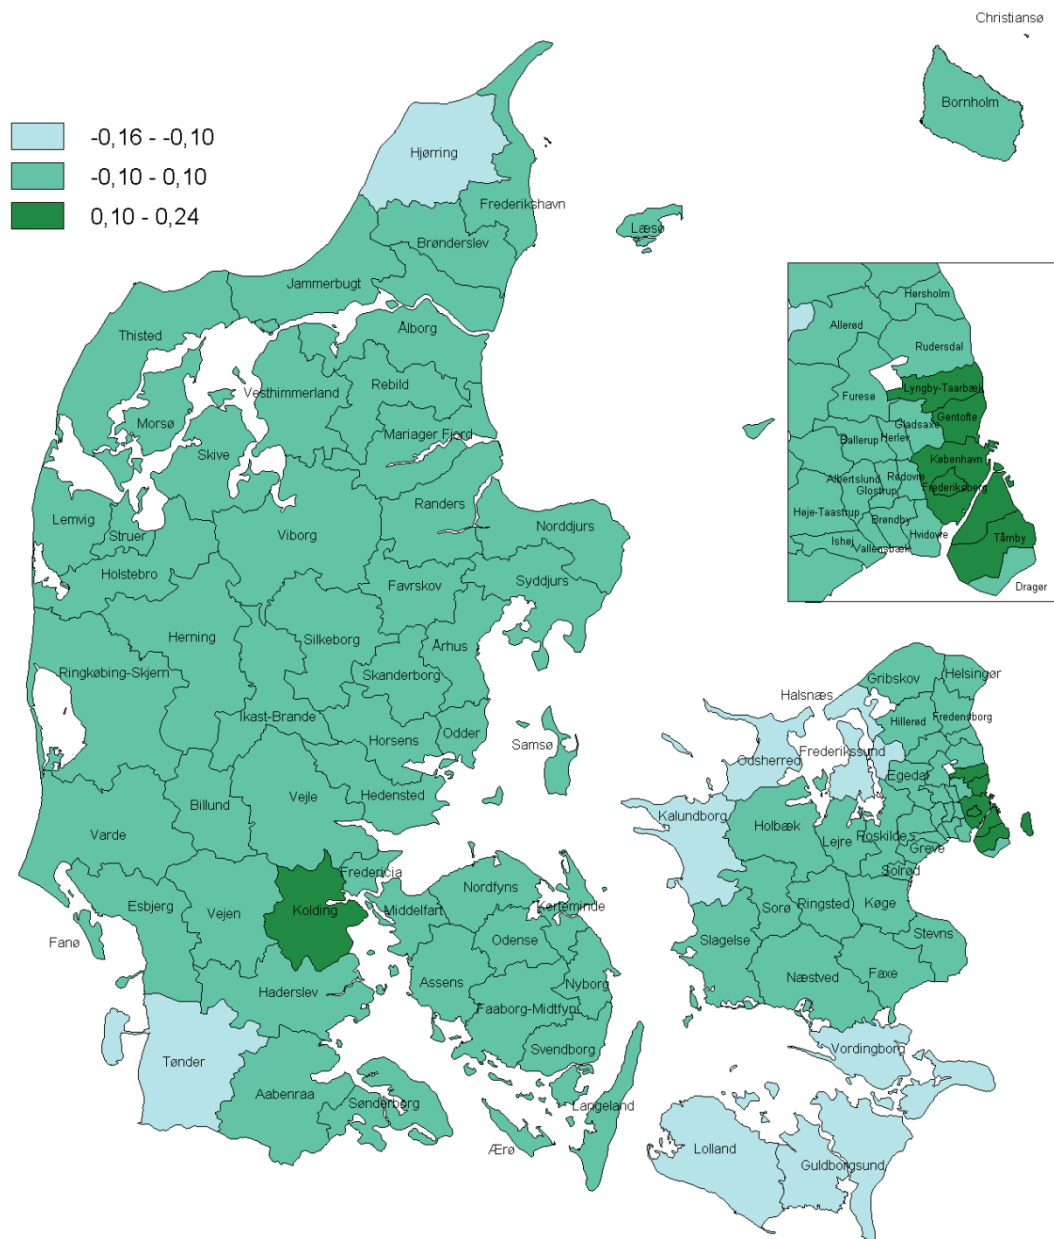 Christiansø
Bornholm
-0,16 - -0,10
-0,10 - 0,10
0,10 - 0,24
Hjørring
Frederikshavn
Læsø
Brønderslev
Jammerbugt
Thisted
Ålborg
Vesthimmerland
Rebild
Morsø
Mariager Fjord
Skive
Randers
Lemvig
Struer
Viborg
Norddjurs
Holstebro
Favrskov
Syddjurs
Herning
Silkeborg
Århus
Ringkøbing-Skjern
Skanderborg
Ikast-Brande
Horsens
Odder
Samsø
Billund
Vejle
Hedensted
Varde
Fredericia
Esbjerg
Vejen
Kolding
Fanø
Haderslev
Tønder
Aabenraa
Sønderborg
Nordfyns
Middelfart
Kerteminde
Odense
Assens
Nyborg
Faaborg-Midtfyn
Svendborg
Langeland
Ærø
Hørsholm
Allerød
Rudersdal
Lyngby-Taarbæk
Furesø
Gentofte
Gladsaxe
Ballerup
Herlev
København
Albertslund
Rødovre
Glostrup
Frederiksberg
Høje-Taastrup
Brøndby
Hvidovre
Tårnby
Ishøj
Vallensbæk
Dragør
Helsingør
Gribskov
Halsnæs
Hillerød
Fredensborg
Frederikssund
Odsherred
Egedal
Kalundborg
Holbæk
Lejre
Roskilde
Greve
Solrød
Sorø
Ringsted
Køge
Stevns
Slagelse
Næstved
Faxe
Vordingborg
Lolland
Guldborgsund